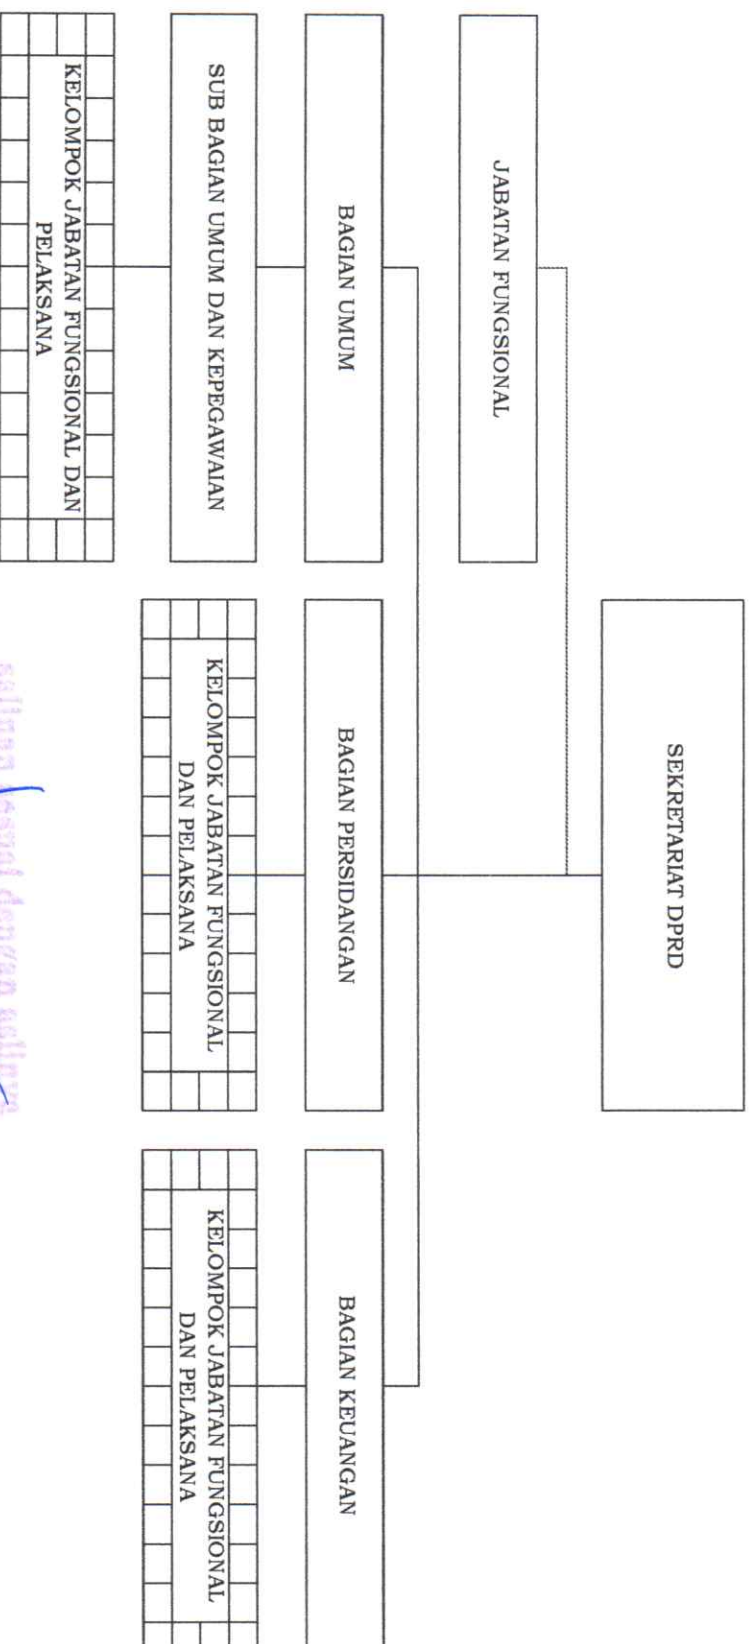 SEKRETARIAT DPRD
JABATAN FUNGSIONAL
BAGIAN UMUM
BAGIAN PERSIDANGAN
BAGIAN KEUANGAN
SUB BAGIAN UMUM DAN KEPEGAWAIAN
KELOMPOK JABATAN FUNGSIONAL
DAN PELAKSANA
KELOMPOK JABATAN FUNGSIONAL
DAN PELAKSANA
KELOMPOK JABATAN FUNGSIONAL DAN
PELAKSANA